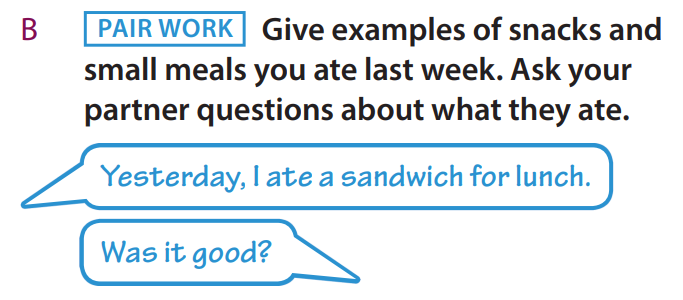 B PAIR WORK Give examples of snacks and
small meals you ate last week. Ask your
partner questions about what they ate.
Yesterday, I ate a sandwich for lunch.
Was it good?